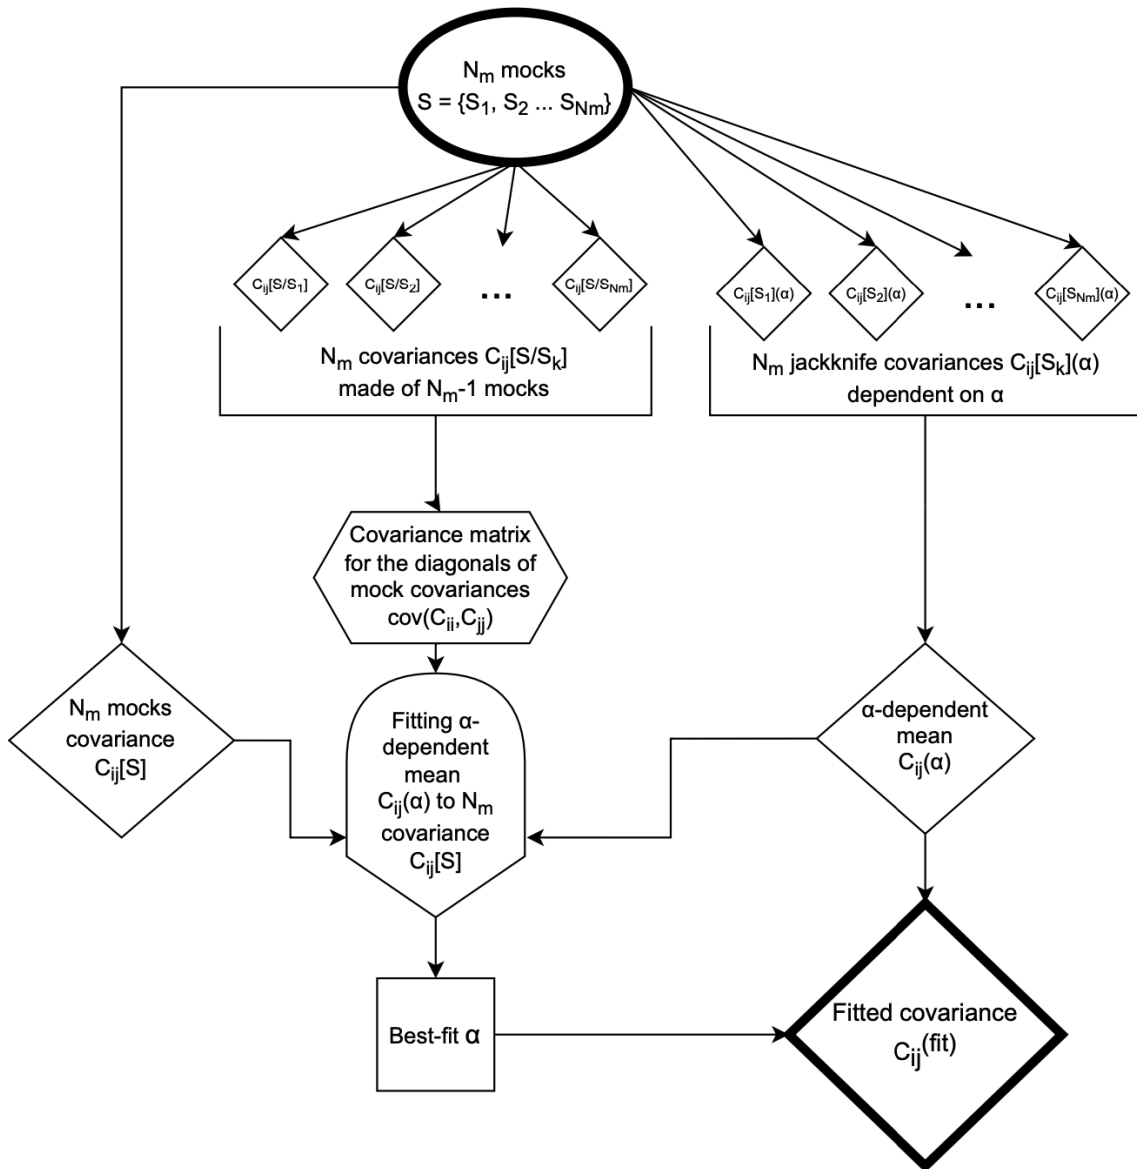 N_m mocks
S = {S_1, S_2 ... S_Nm}
C_ij[S/S_1]
C_ij[S/S_2]
...
C_ij[S/S_Nm]
C_ij[S_1](α)
C_ij[S_2](α)
...
C_ij[S_Nm](α)
N_m covariances C_ij[S/S_k]
made of N_m-1 mocks
N_m jackknife covariances C_ij[S_k](α)
dependent on α
Covariance matrix
for the diagonals of
mock covariances
cov(C_ii,C_jj)
N_m mocks
covariance
C_ij[S]
Fitting α-
dependent
mean
C_ij(α) to N_m
covariance
C_ij[S]
α-dependent
mean
C_ij(α)
Best-fit α
Fitted covariance
C_ij^(fit)